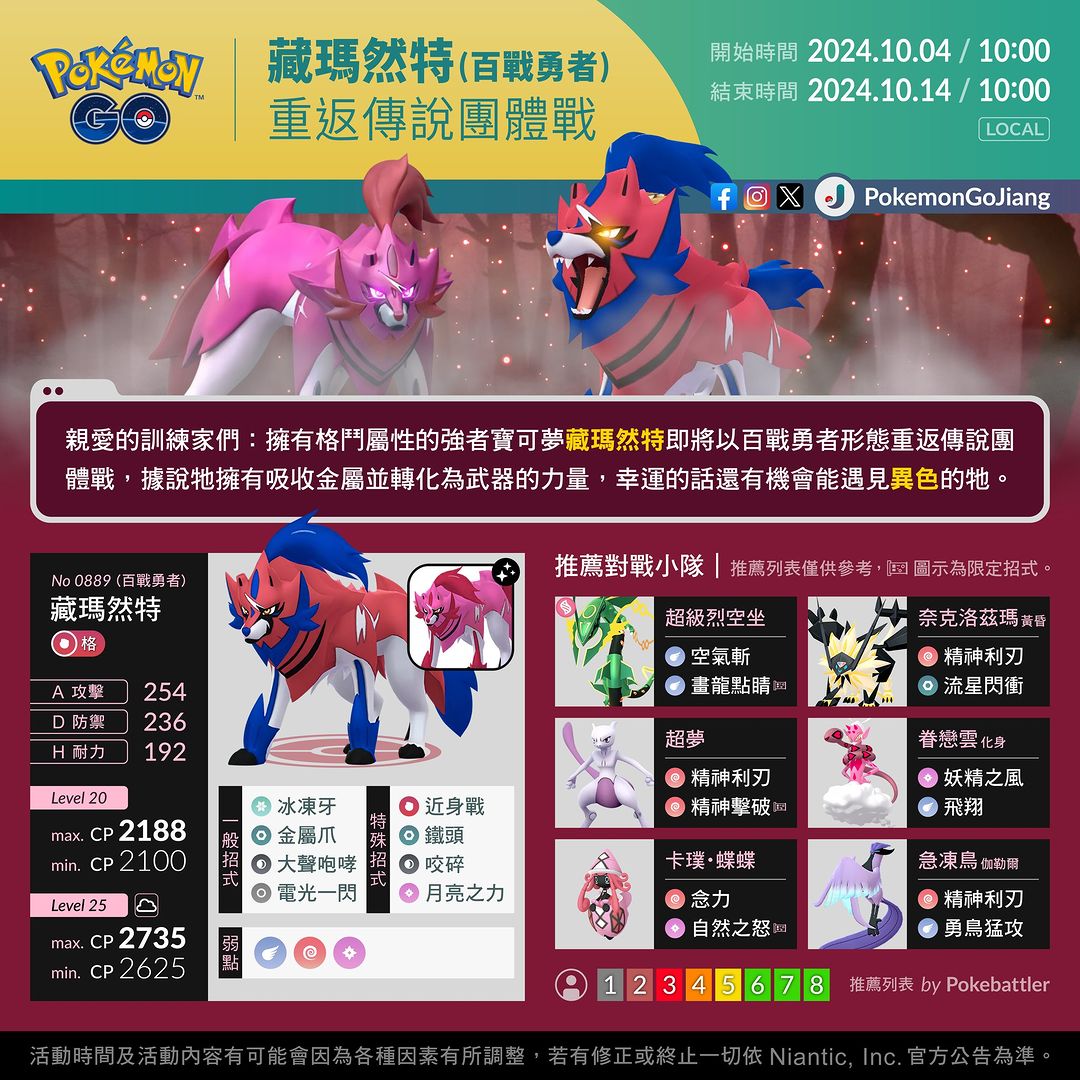 POKÉMON GO
TM
藏瑪然特(百戰勇者)
重返傳說團體戰
開始時間 2024.10.04 / 10:00
結束時間 2024.10.14 / 10:00
LOCAL
PokemonGoJiang
親愛的訓練家們：擁有格鬥屬性的強者寶可夢藏瑪然特即將以百戰勇者形態重返傳說團
體戰，據說牠擁有吸收金屬並轉化為武器的力量，幸運的話還有機會能遇見異色的牠。
No 0889 (百戰勇者)
藏瑪然特
格
A 攻擊 254
D 防禦 236
H 耐力 192
Level 20
max. CP 2188
min. CP 2100
Level 25
max. CP 2735
min. CP 2625
一般招式
冰凍牙
金屬爪
大聲咆哮
電光一閃
特殊招式
近身戰
鐵頭
咬碎
月亮之力
弱點
推薦對戰小隊 | 推薦列表僅供參考，圖示為限定招式。
超級烈空坐
空氣斬
畫龍點睛
奈克洛茲瑪 黃昏
精神利刃
流星閃衝
超夢
精神利刃
精神擊破
眷戀雲 化身
妖精之風
飛翔
卡璞·蝶蝶
念力
自然之怒
急凍鳥 伽勒爾
精神利刃
勇鳥猛攻
1 2 3 4 5 6 7 8
推薦列表 by Pokebattler
活動時間及活動內容有可能會因為各種因素有所調整，若有修正或終止一切依 Niantic, Inc. 官方公告為準。